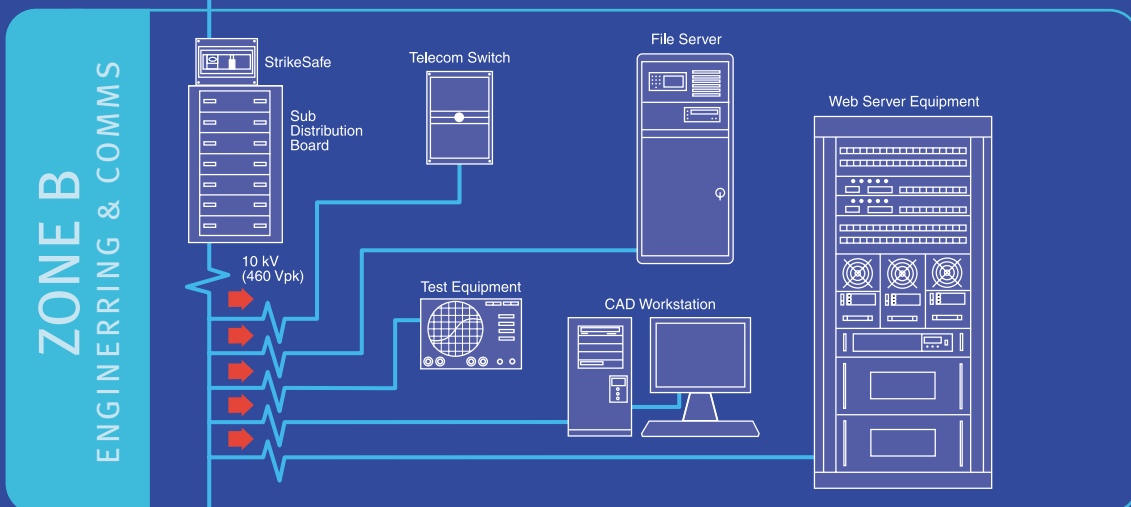 ZONE B
ENGINERRING & COMMS
StrikeSafe
Sub
Distribution
Board
Telecom Switch
File Server
Web Server Equipment
10 kV
(460 Vpk)
Test Equipment
CAD Workstation